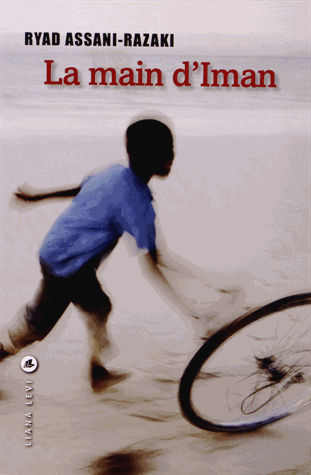 RYAD ASSANI-RAZAKI
La main d'Iman
LIANA LEVI